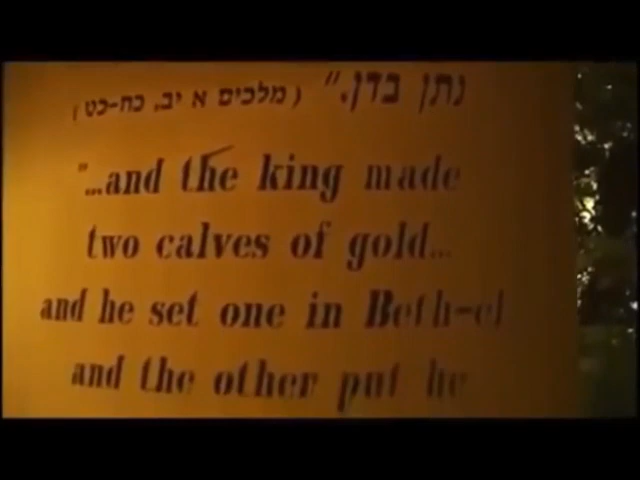 נתן בדן." (מלכים א יב, כח-כט)
"...and the king made
two calves of gold...
and he set one in Beth-el
and the other put he